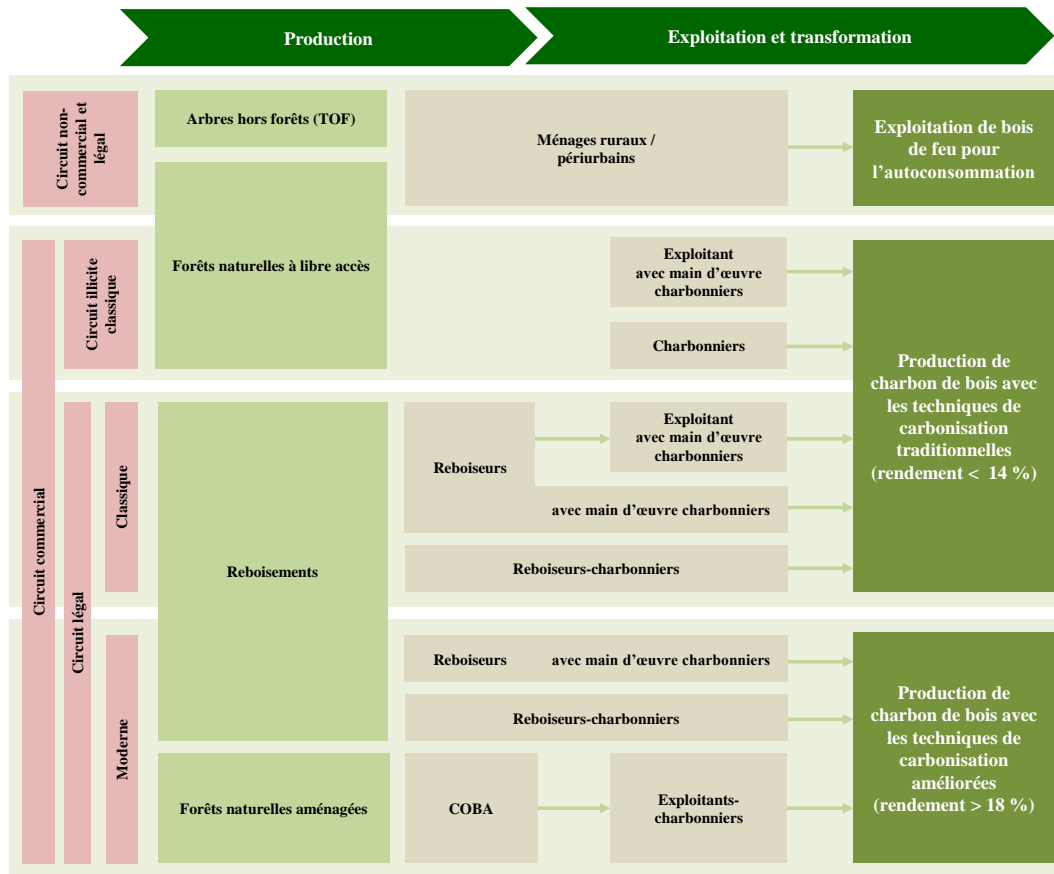 Production
Exploitation et transformation
Circuit non-
commercial et
légal
Arbres hors forêts (TOF)
Ménages ruraux /
périurbains
Exploitation de bois
de feu pour
l’autoconsommation
Forêts naturelles à libre accès
Circuit commercial
Circuit illicite
classique
Exploitant
avec main d’œuvre
charbonniers
Charbonniers
Production de
charbon de bois avec
les techniques de
carbonisation
traditionnelles
(rendement < 14 %)
Circuit légal
Classique
Reboisements
Reboiseurs
Exploitant
avec main d’œuvre
charbonniers
avec main d’œuvre charbonniers
Reboiseurs-charbonniers
Moderne
Reboiseurs avec main d’œuvre charbonniers
Reboiseurs-charbonniers
Production de
charbon de bois avec
les techniques de
carbonisation
améliorées
(rendement > 18 %)
Forêts naturelles aménagées
COBA
Exploitants-
charbonniers